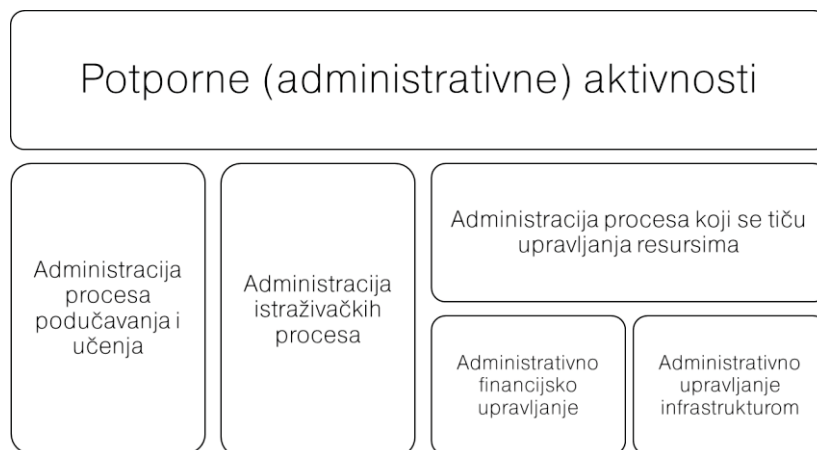 Potporne (administrativne) aktivnosti
Administracija
procesa
podučavanja i
učenja
Administracija
istraživačkih
procesa
Administracija procesa koji se tiču
upravljanja resursima
Administrativno
financijsko
upravljanje
Administrativno
upravljanje
infrastrukturom